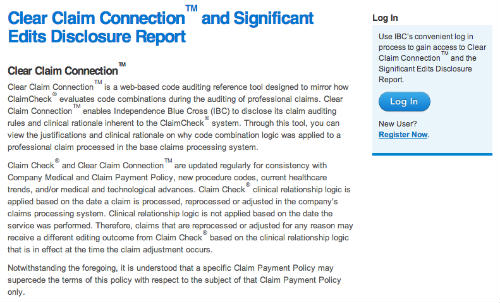 Clear Claim Connection™ and Significant
Edits Disclosure Report
Clear Claim Connection™
Clear Claim Connection™ is a web-based code auditing reference tool designed to mirror how
ClaimCheck® evaluates code combinations during the auditing of professional claims. Clear
Claim Connection™ enables Independence Blue Cross (IBC) to disclose its claim auditing
rules and clinical rationale inherent to the ClaimCheck® system. Through this tool, you can
view the justifications and clinical rationale on why code combination logic was applied to a
professional claim processed in the base claims processing system.
Claim Check® and Clear Claim Connection™ are updated regularly for consistency with
Company Medical and Claim Payment Policy, new procedure codes, current healthcare
trends, and/or medical and technological advances. Claim Check® clinical relationship logic is
applied based on the date a claim is processed, reprocessed or adjusted in the company's
claims processing system. Clinical relationship logic is not applied based on the date the
service was performed. Therefore, claims that are reprocessed or adjusted for any reason may
receive a different editing outcome from Claim Check® based on the clinical relationship logic
that is in effect at the time the claim adjustment occurs.
Notwithstanding the foregoing, it is understood that a specific Claim Payment Policy may
supercede the terms of this policy with respect to the subject of that Claim Payment Policy
only.
Log In
Use IBC's convenient log in
process to gain access to Clear
Claim Connection™ and the
Significant Edits Disclosure
Report.
Log In
New User?
Register Now.